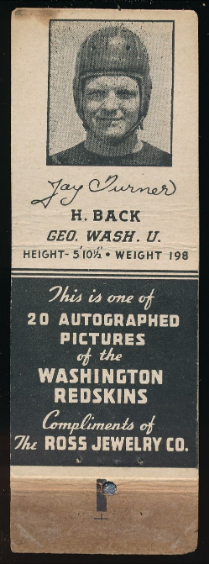 Jay Turner
H. BACK
GEO. WASH. U.
HEIGHT- 5'10½ • WEIGHT 198
This is one of
20 AUTOGRAPHED
PICTURES
of the
WASHINGTON
REDSKINS
Compliments of
The ROSS JEWELRY CO.